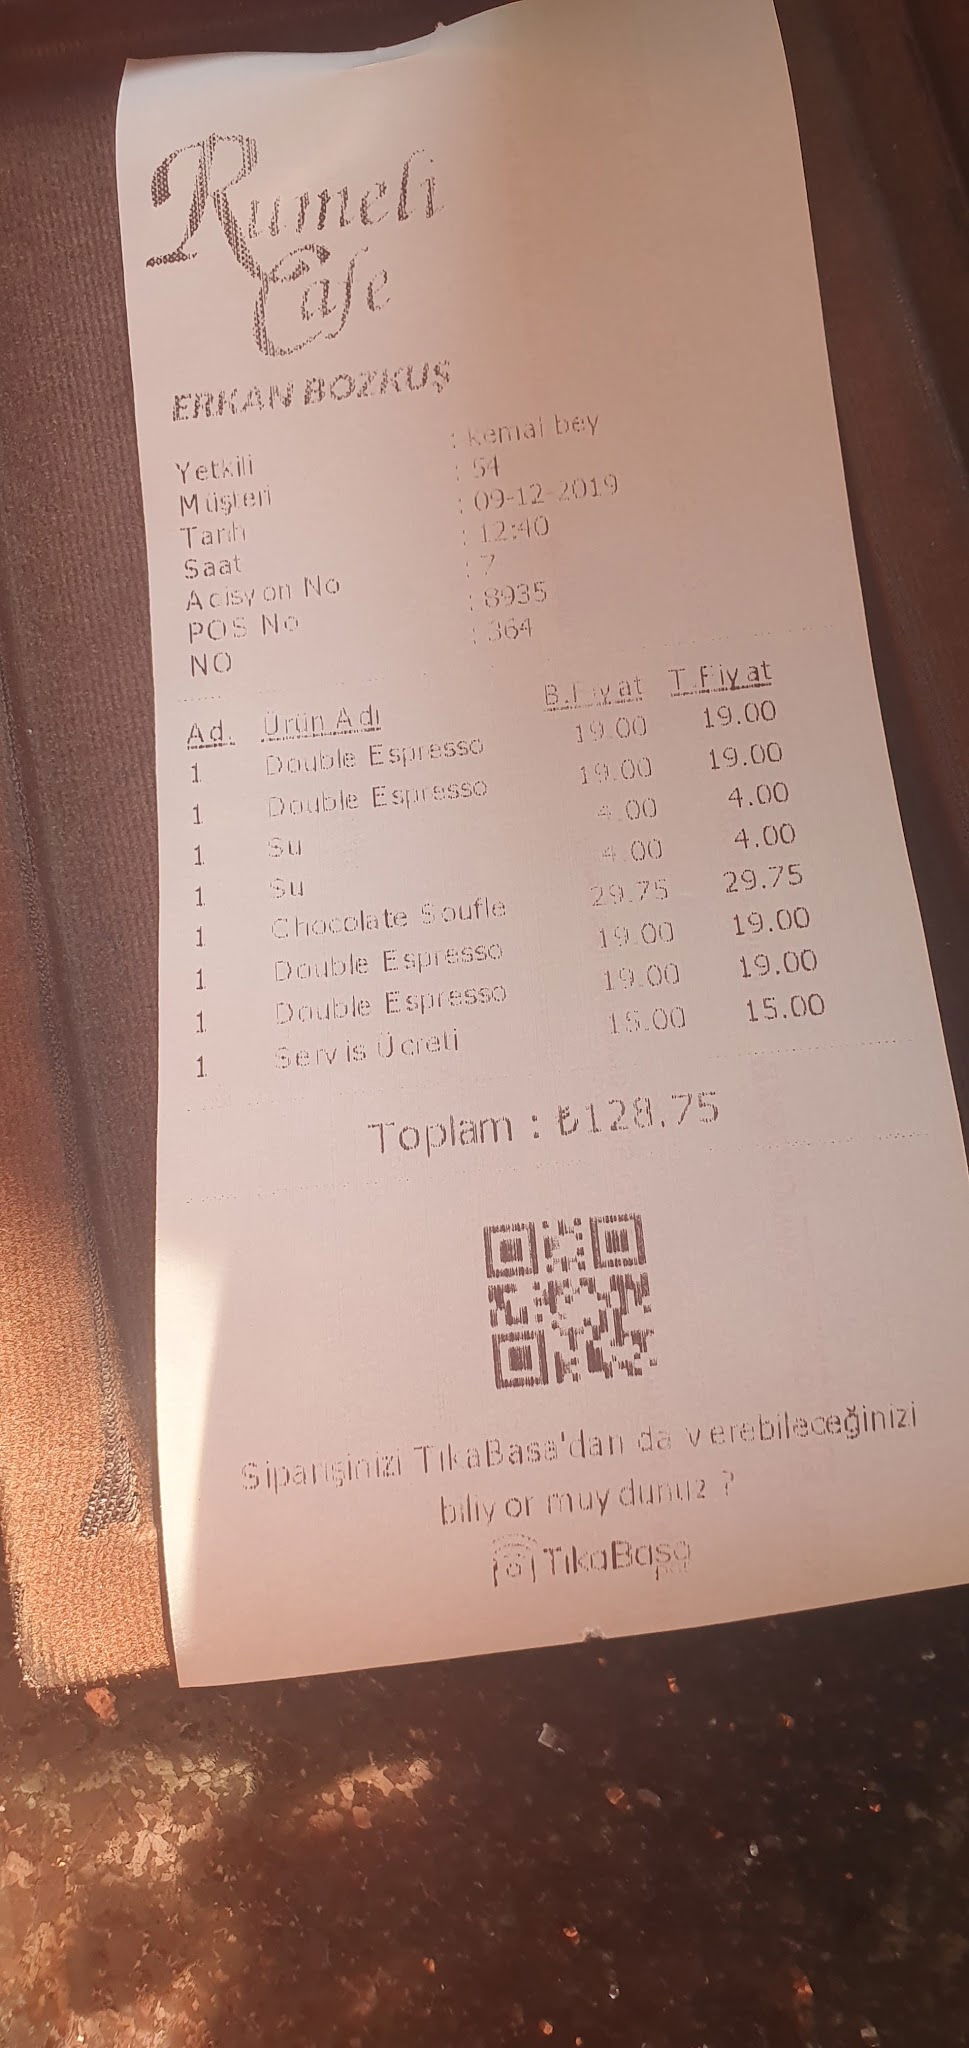 Rumeli
Cafe
ERKAN BOZKUŞ
Yetkili : kemal bey
Müşteri : 54
Tarih : 09-12-2019
Saat : 12:40
Adisyon No : 7
POS No : 8935
NO : 364
Ad. Ürün Adı B.Fiyat T.Fiyat
1 Double Espresso 19.00 19.00
1 Double Espresso 19.00 19.00
1 Su 4.00 4.00
1 Su 4.00 4.00
1 Chocolate Soufle 29.75 29.75
1 Double Espresso 19.00 19.00
1 Double Espresso 19.00 19.00
1 Servis Ücreti 15.00 15.00
Toplam : ₺128.75
Siparişinizi TıkaBasa'dan da verebileceğinizi
biliyor muydunuz ?
TıkaBasa